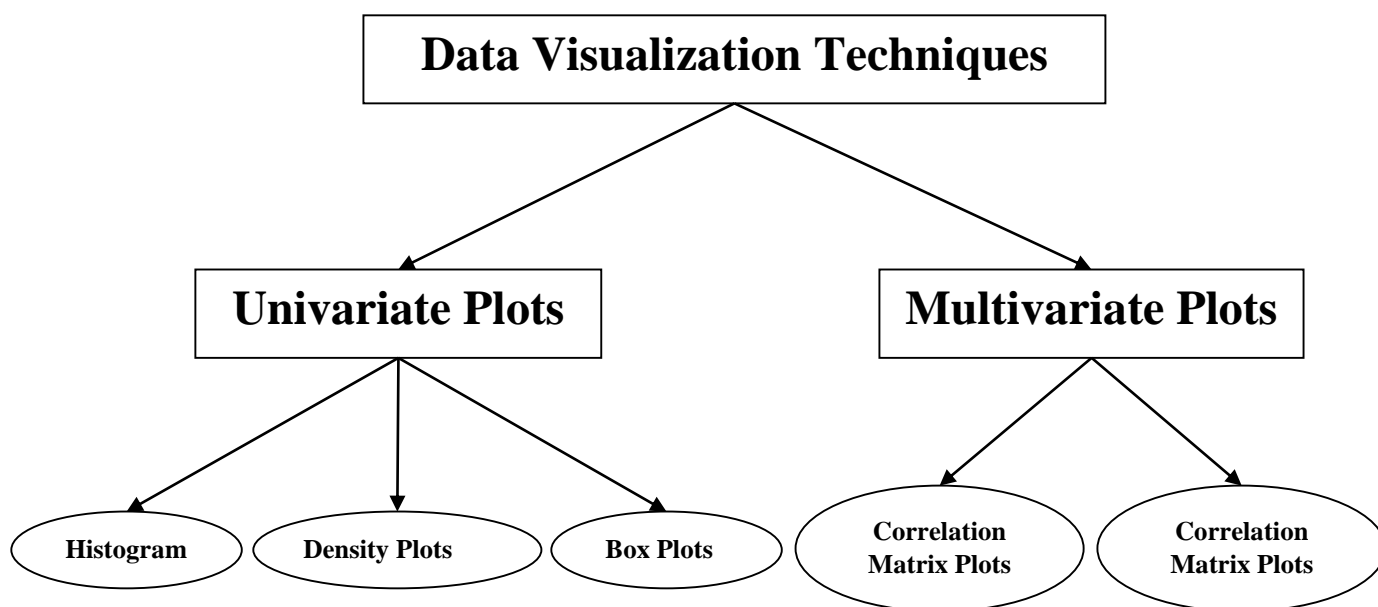 Data Visualization Techniques
Univariate Plots
Multivariate Plots
Histogram
Density Plots
Box Plots
Correlation
Matrix Plots
Correlation
Matrix Plots